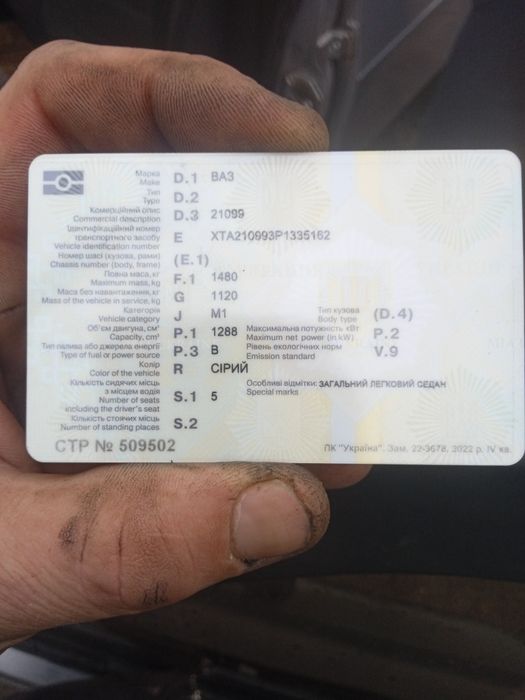 Марка
Make D.1 ВАЗ
Тип
Type D.2
Комерційний опис
Commercial description D.3 21099
Ідентифікаційний номер
транспортного засобу
Vehicle identification number E XTA210993P1335162
Номер шасі (кузова, рами)
Chassis number (body, frame) (E.1)
Повна маса, кг
Maximum mass, kg F.1 1480
Маса без навантаження, кг
Mass of the vehicle in service, kg G 1120
Категорія
Vehicle category J M1 Тип кузова
Body type (D.4)
Об'єм двигуна, см³
Capacity, cm³ P.1 1288 Максимальна потужність кВт
Maximum net power (in kW) P.2
Тип палива або джерела енергії
Type of fuel or power source P.3 B Рівень екологічних норм
Emission standard V.9
Колір
Color of the vehicle R СІРИЙ
Кількість сидячих місць
з місцем водія
Number of seats
including the driver's seat S.1 5 Особливі відмітки: ЗАГАЛЬНИЙ ЛЕГКОВИЙ СЕДАН
Special marks
Кількість стоячих місць
Number of standing places S.2
СТР № 509502 ПК "Україна". Зам. 22-3678, 2022 р. IV кв.